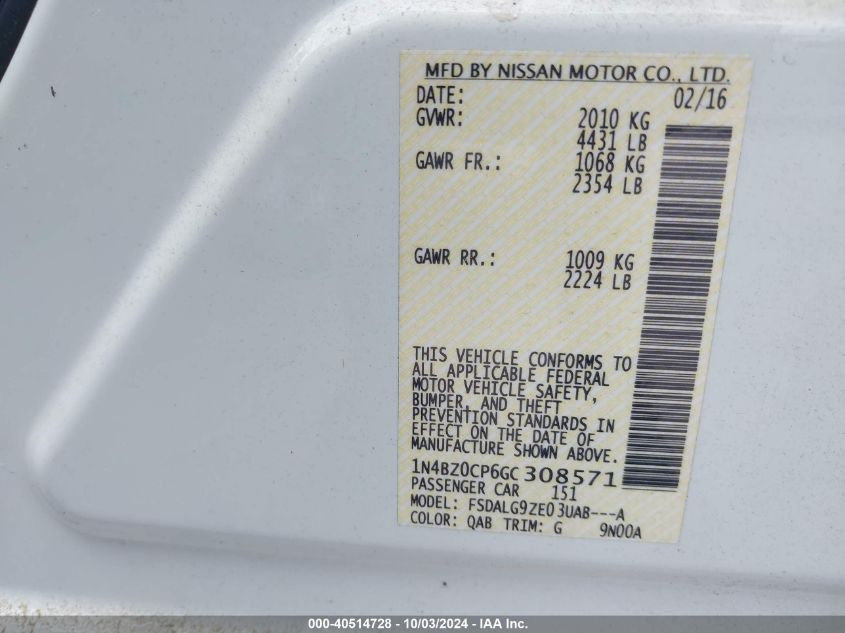 MFD BY NISSAN MOTOR CO., LTD.
DATE: 02/16
GVWR: 2010 KG
4431 LB
GAWR FR.: 1068 KG
2354 LB
GAWR RR.: 1009 KG
2224 LB
THIS VEHICLE CONFORMS TO
ALL APPLICABLE FEDERAL
MOTOR VEHICLE SAFETY,
BUMPER, AND THEFT
PREVENTION STANDARDS IN
EFFECT ON THE DATE OF
MANUFACTURE SHOWN ABOVE.
1N4BZ0CP6GC308571
PASSENGER CAR 151
MODEL: FSDALG9ZE03UAB---A
COLOR: QAB TRIM: G 9N00A
000-40514728 - 10/03/2024 - IAA Inc.